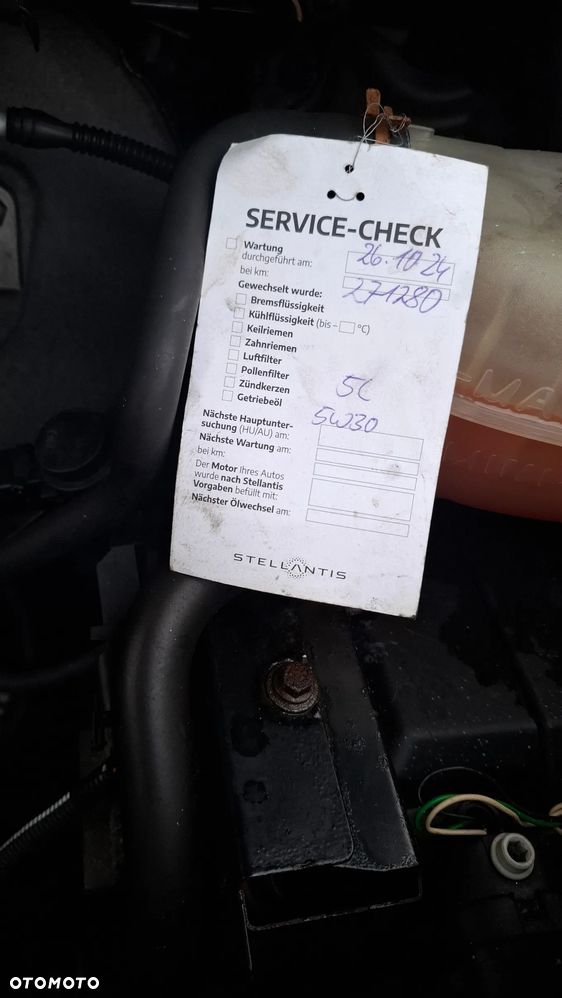 SERVICE-CHECK
Wartung
durchgeführt am: 26.10 24
bei km: 271280
Gewechselt wurde:
Bremsflüssigkeit
Kühlflüssigkeit (bis – °C)
Keilriemen
Zahnriemen
Luftfilter
Pollenfilter
Zündkerzen
Getriebeöl
5L
5W30
Nächste Hauptunter-
suchung (HU/AU) am:
Nächste Wartung am:
bei km:
Der Motor Ihres Autos
wurde nach Stellantis
Vorgaben befüllt mit:
Nächster Ölwechsel am:
STELLANTIS
OTOMOTO